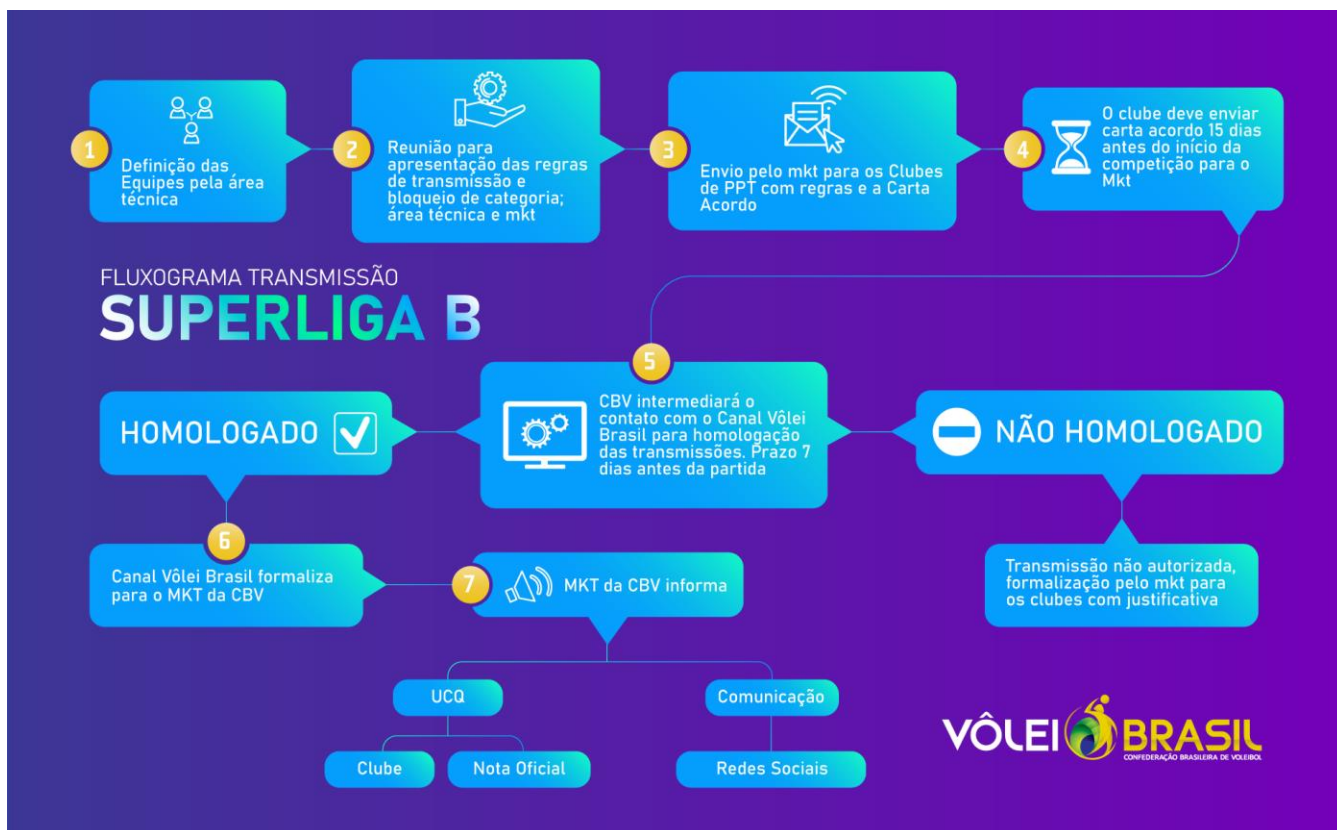 1
Definição das
Equipes pela área
técnica
2
Reunião para
apresentação das regras
de transmissão e
bloqueio de categoria;
área técnica e mkt
3
Envio pelo mkt para os Clubes
de PPT com regras e a Carta
Acordo
4
O clube deve enviar
carta acordo 15 dias
antes do início da
competição para o
Mkt
FLUXOGRAMA TRANSMISSÃO
SUPERLIGA B
5
CBV intermediará o
contato com o Canal Vôlei
Brasil para homologação
das transmissões. Prazo 7
dias antes da partida
HOMOLOGADO
NÃO HOMOLOGADO
6
Canal Vôlei Brasil formaliza
para o MKT da CBV
7
MKT da CBV informa
Transmissão não autorizada,
formalização pelo mkt para
os clubes com justificativa
UCQ
Comunicação
Clube
Nota Oficial
Redes Sociais
VÔLEI BRASIL
CONFEDERAÇÃO BRASILEIRA DE VOLEIBOL